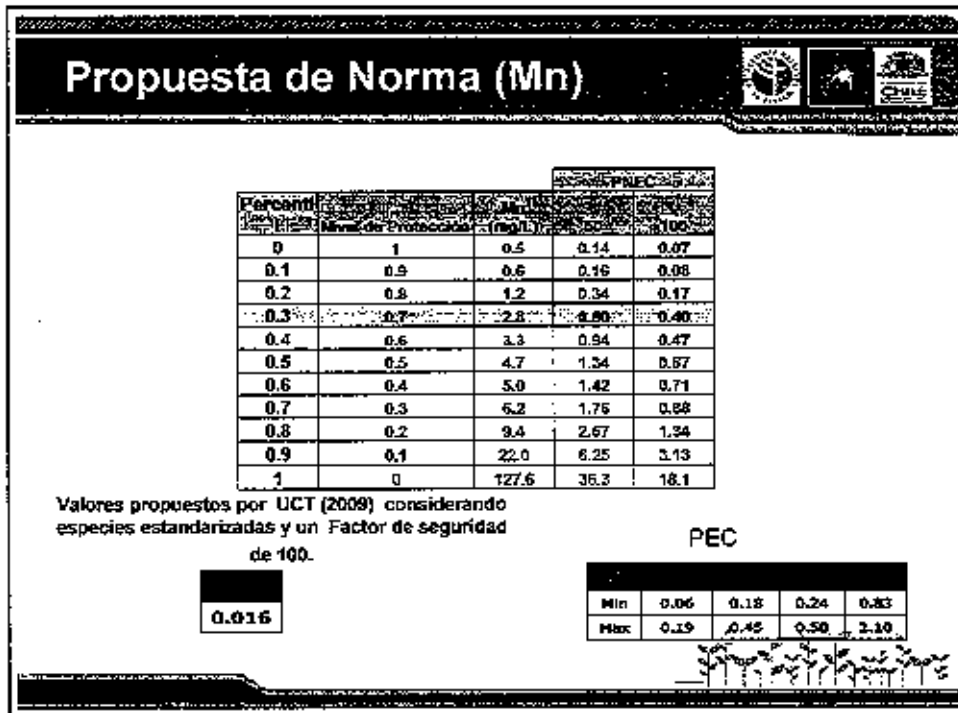 Propuesta de Norma (Mn)
CHILE
PNEC
Percentil
Nivel de Protección (mg/L) 50 100
0 1 0.5 0.14 0.07
0.1 0.9 0.6 0.16 0.08
0.2 0.8 1.2 0.34 0.17
0.3 0.7 2.8 0.80 0.40
0.4 0.6 3.3 0.94 0.47
0.5 0.5 4.7 1.34 0.67
0.6 0.4 5.0 1.42 0.71
0.7 0.3 6.2 1.76 0.88
0.8 0.2 9.4 2.67 1.34
0.9 0.1 22.0 6.25 3.13
1 0 127.6 36.3 18.1
Valores propuestos por UCT (2009) considerando
especies estandarizadas y un Factor de seguridad
de 100.
0.016
PEC
Min 0.06 0.18 0.24 0.83
Max 0.19 0.45 0.50